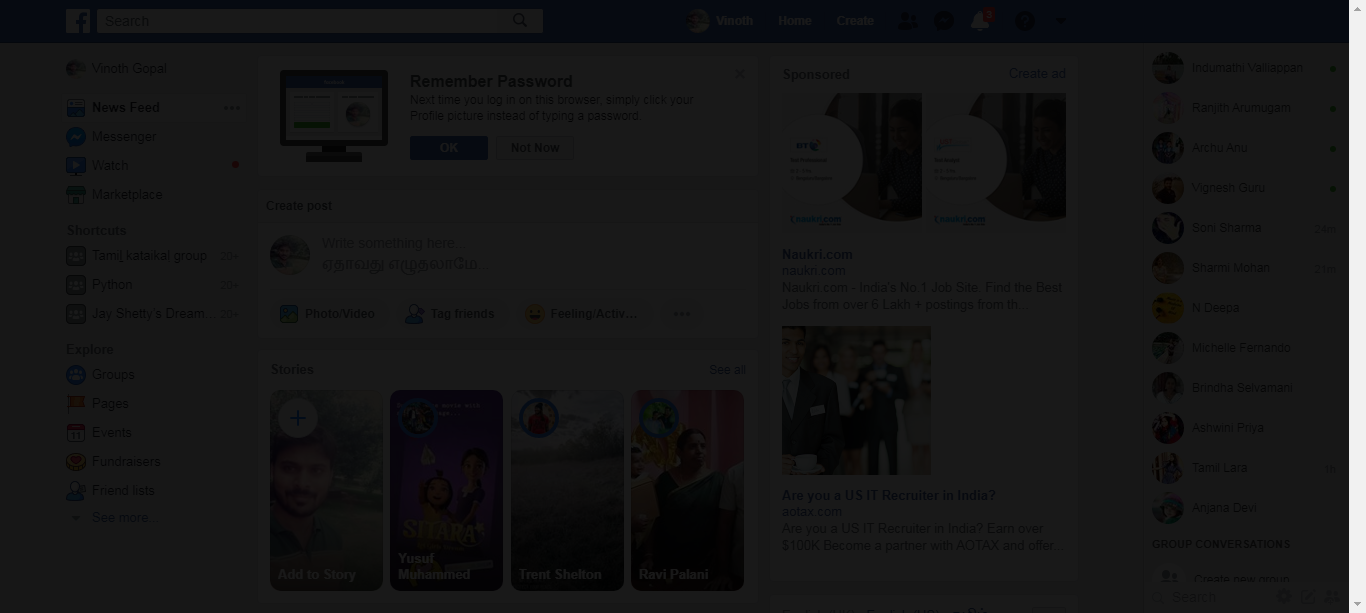 Search
Vinoth
Home
Create
2
Vinoth Gopal
News Feed
Messenger
Watch
Marketplace
Shortcuts
Tamil kataikal group 20+
Python 20+
Jay Shetty's Dream... 20+
Explore
Groups
Pages
Events
Fundraisers
Friend lists
See more...
Remember Password
Next time you log in on this browser, simply click your
Profile picture instead of typing a password.
OK
Not Now
Create post
Write something here...
ஏதாவது எழுதலாமே...
Photo/Video
Tag friends
Feeling/Activ...
Stories
See all
Add to Story
SITARA
Yusuf
Muhammed
Trent Shelton
Ravi Palani
Sponsored
Create ad
BT
naukri.com
naukri.com
Naukri.com
naukri.com
Naukri.com - India's No.1 Job Site. Find the Best
Jobs from over 6 Lakh + postings from th...
Are you a US IT Recruiter in India?
aotax.com
Are you a US IT Recruiter in India? Earn over
$100K Become a partner with AOTAX and offer...
Indumathi Valliappan
Ranjith Arumugam
Archu Anu
Vignesh Guru
Soni Sharma 24m
Sharmi Mohan 21m
N Deepa
Michelle Fernando
Brindha Selvamani
Ashwini Priya
Tamil Lara 1h
Anjana Devi
GROUP CONVERSATIONS
Create new group
Search